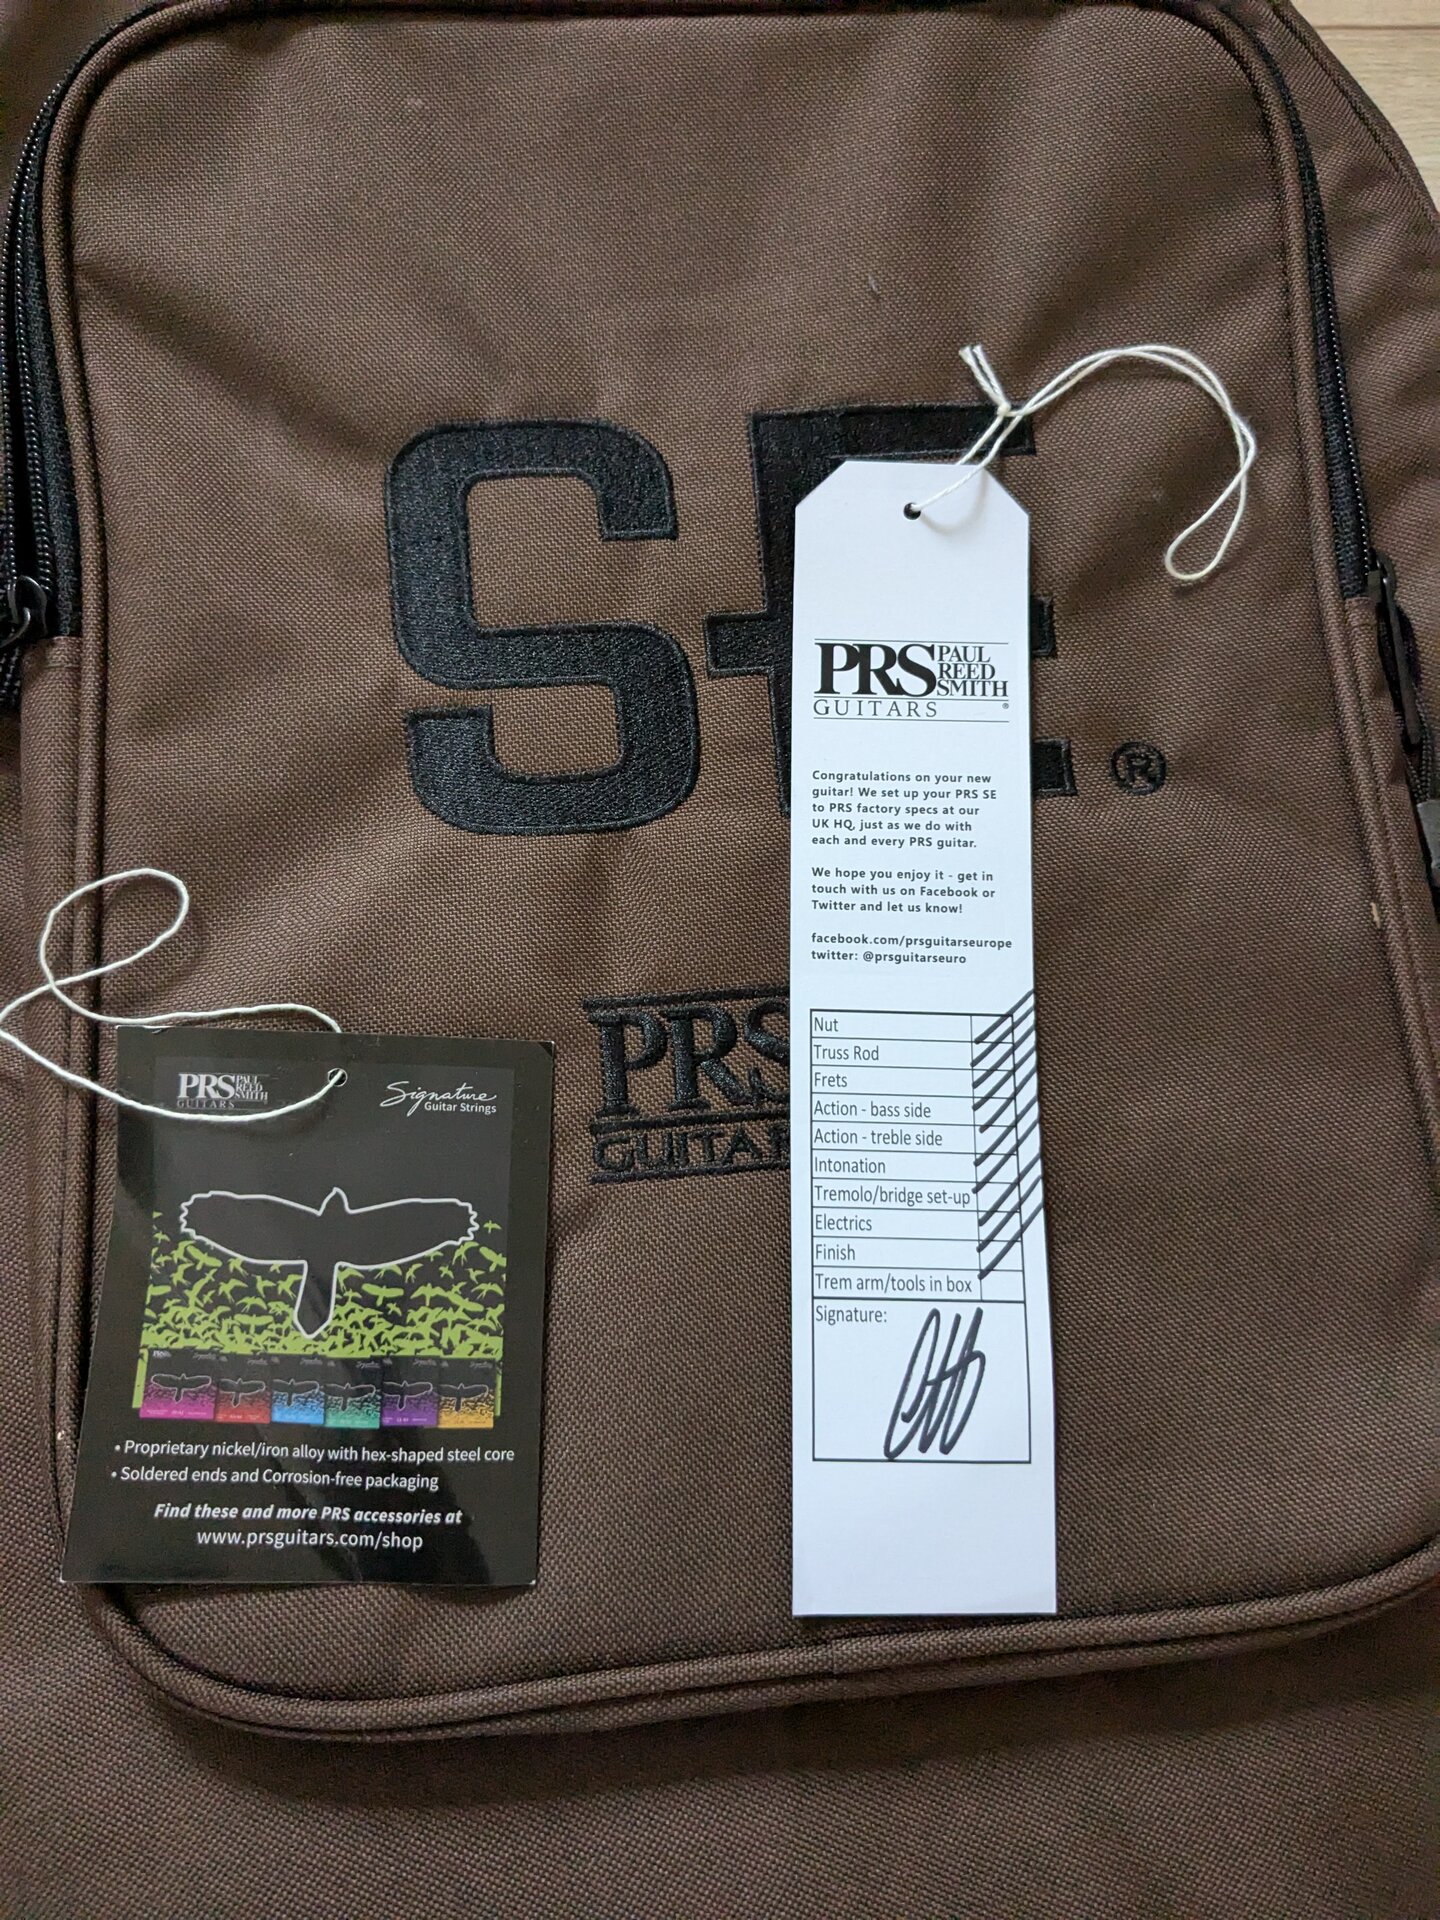 SE
®
PRS
GUITAR
PRS PAUL
REED
SMITH
GUITARS ®
Congratulations on your new
guitar! We set up your PRS SE
to PRS factory specs at our
UK HQ, just as we do with
each and every PRS guitar.
We hope you enjoy it - get in
touch with us on Facebook or
Twitter and let us know!
facebook.com/prsguitarseurope
twitter: @prsguitarseuro
Nut
Truss Rod
Frets
Action - bass side
Action - treble side
Intonation
Tremolo/bridge set-up
Electrics
Finish
Trem arm/tools in box
Signature:
PRS PAUL
REED
SMITH
GUITARS
Signature
Guitar Strings
• Proprietary nickel/iron alloy with hex-shaped steel core
• Soldered ends and Corrosion-free packaging
Find these and more PRS accessories at
www.prsguitars.com/shop